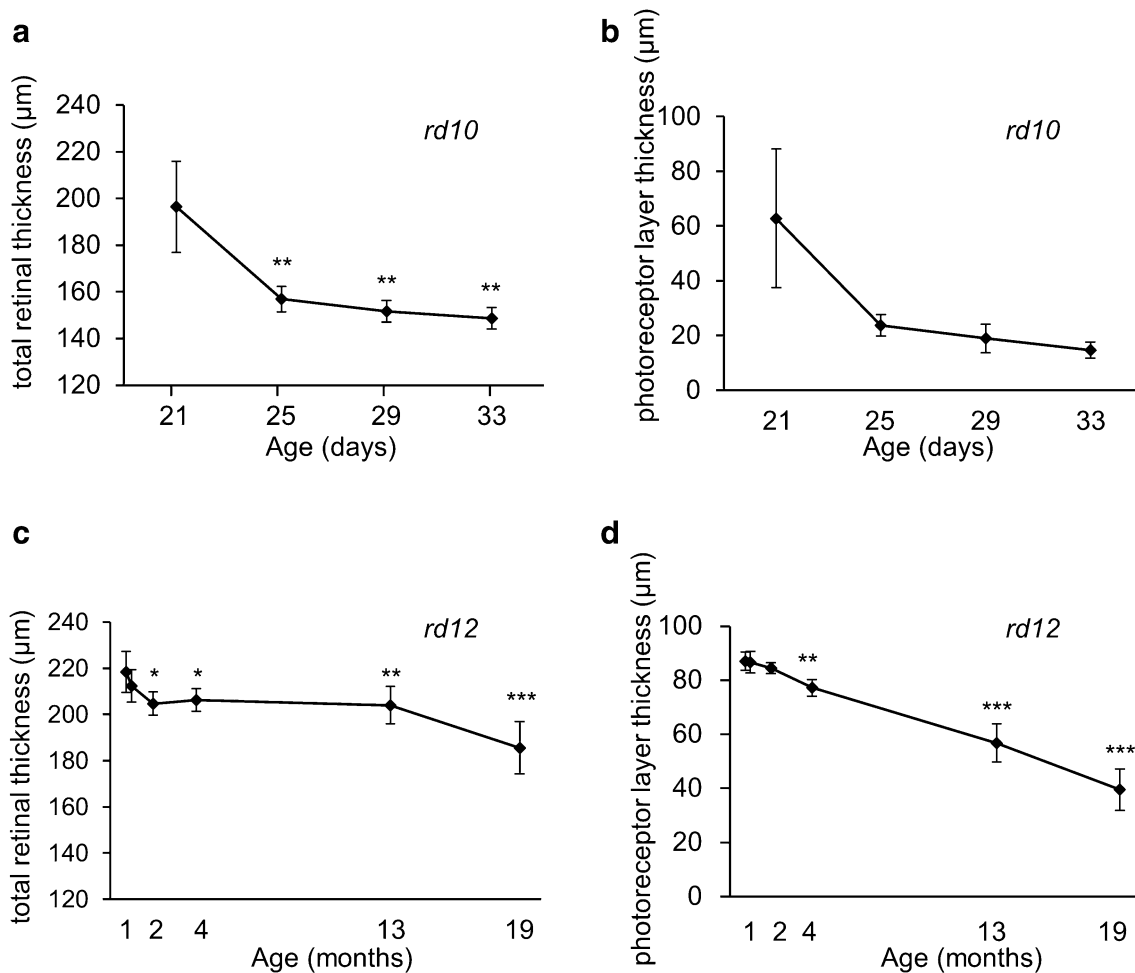 a
total retinal thickness (µm)
240
220
200
180
160
140
120
rd10
**
**
**
21 25 29 33
Age (days)
b
photoreceptor layer thickness (µm)
100
80
60
40
20
0
rd10
21 25 29 33
Age (days)
c
total retinal thickness (µm)
240
220
200
180
160
140
120
rd12
* * ** ***
1 2 4 13 19
Age (months)
d
photoreceptor layer thickness (µm)
100
80
60
40
20
0
rd12
**
***
***
1 2 4 13 19
Age (months)